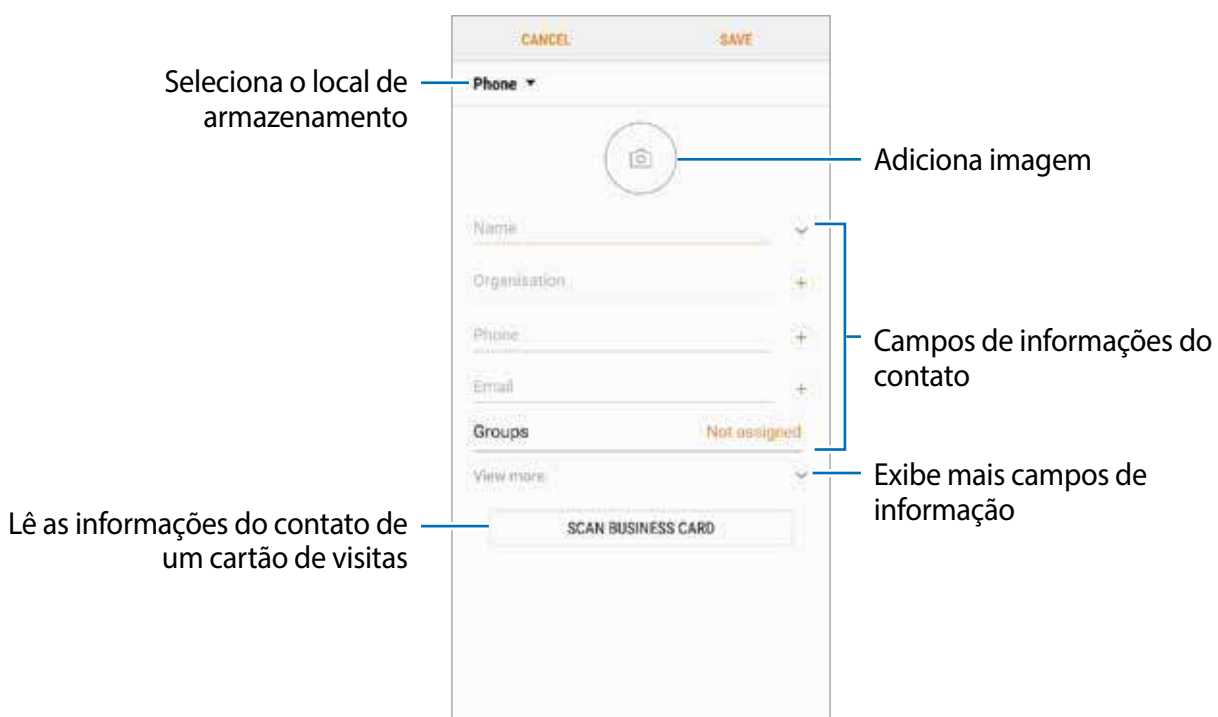 CANCEL SAVE
Seleciona o local de
armazenamento
Phone
Adiciona imagem
Name
Organisation
Phone
Campos de informações do
contato
Email
Groups Not assigned
View more
Exibe mais campos de
informação
Lê as informações do contato de
um cartão de visitas
SCAN BUSINESS CARD